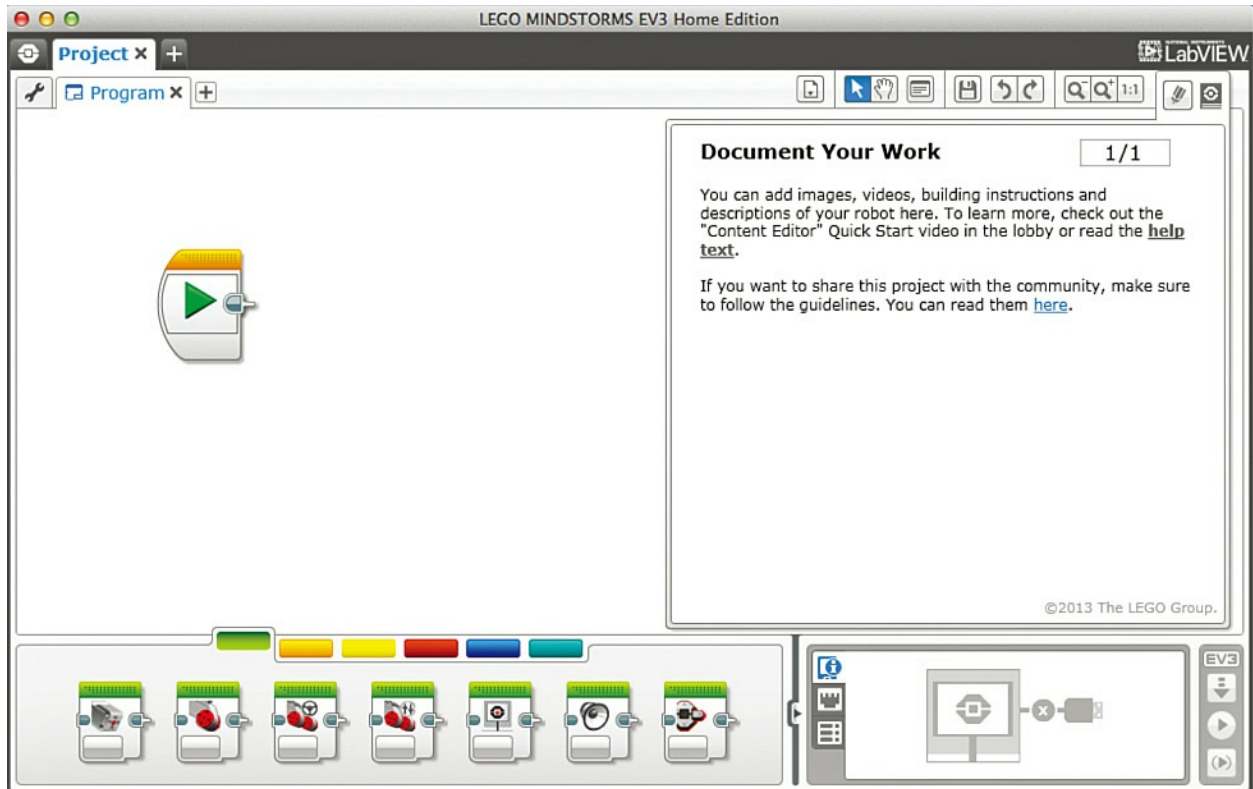 LEGO MINDSTORMS EV3 Home Edition
Project
LabVIEW
Program
1:1
Document Your Work
1/1
You can add images, videos, building instructions and
descriptions of your robot here. To learn more, check out the
"Content Editor" Quick Start video in the lobby or read the help
text.
If you want to share this project with the community, make sure
to follow the guidelines. You can read them here.
©2013 The LEGO Group.
EV3